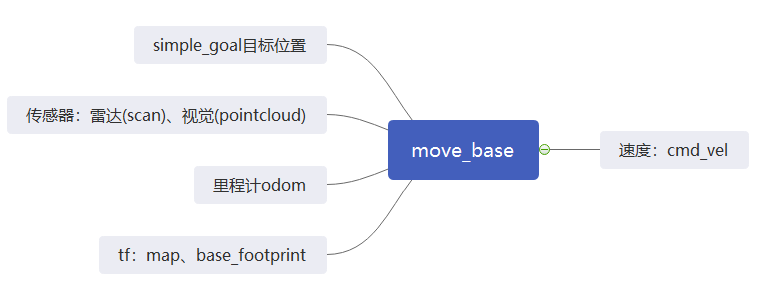 simple_goal目标位置
传感器：雷达(scan)、视觉(pointcloud)
里程计odom
tf：map、base_footprint
move_base
速度：cmd_vel